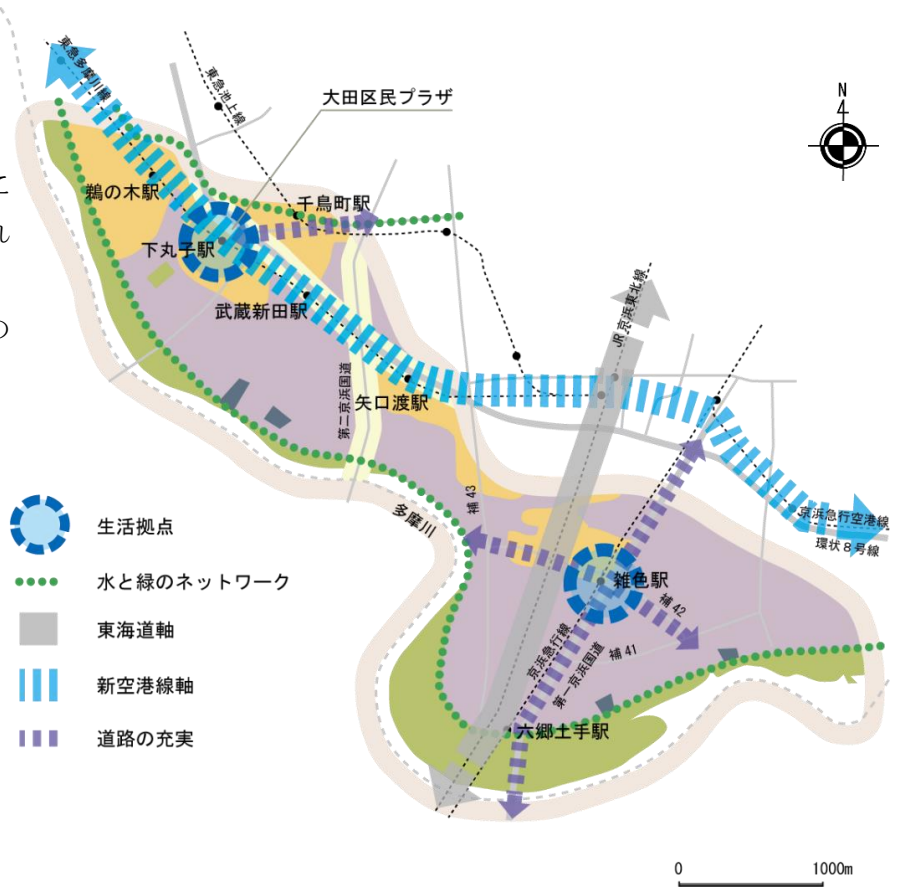 東急多摩川線
東急池上線
大田区民プラザ
N
に
れ
の
鵜の木駅
千鳥町駅
下丸子駅
武蔵新田駅
JR京浜東北線
第二京浜国道
矢口渡駅
補43
多摩川
京浜急行空港線
環状8号線
雑色駅
補42
補41
京浜急行線
第一京浜国道
六郷土手駅
生活拠点
水と緑のネットワーク
東海道軸
新空港線軸
道路の充実
0 1000m